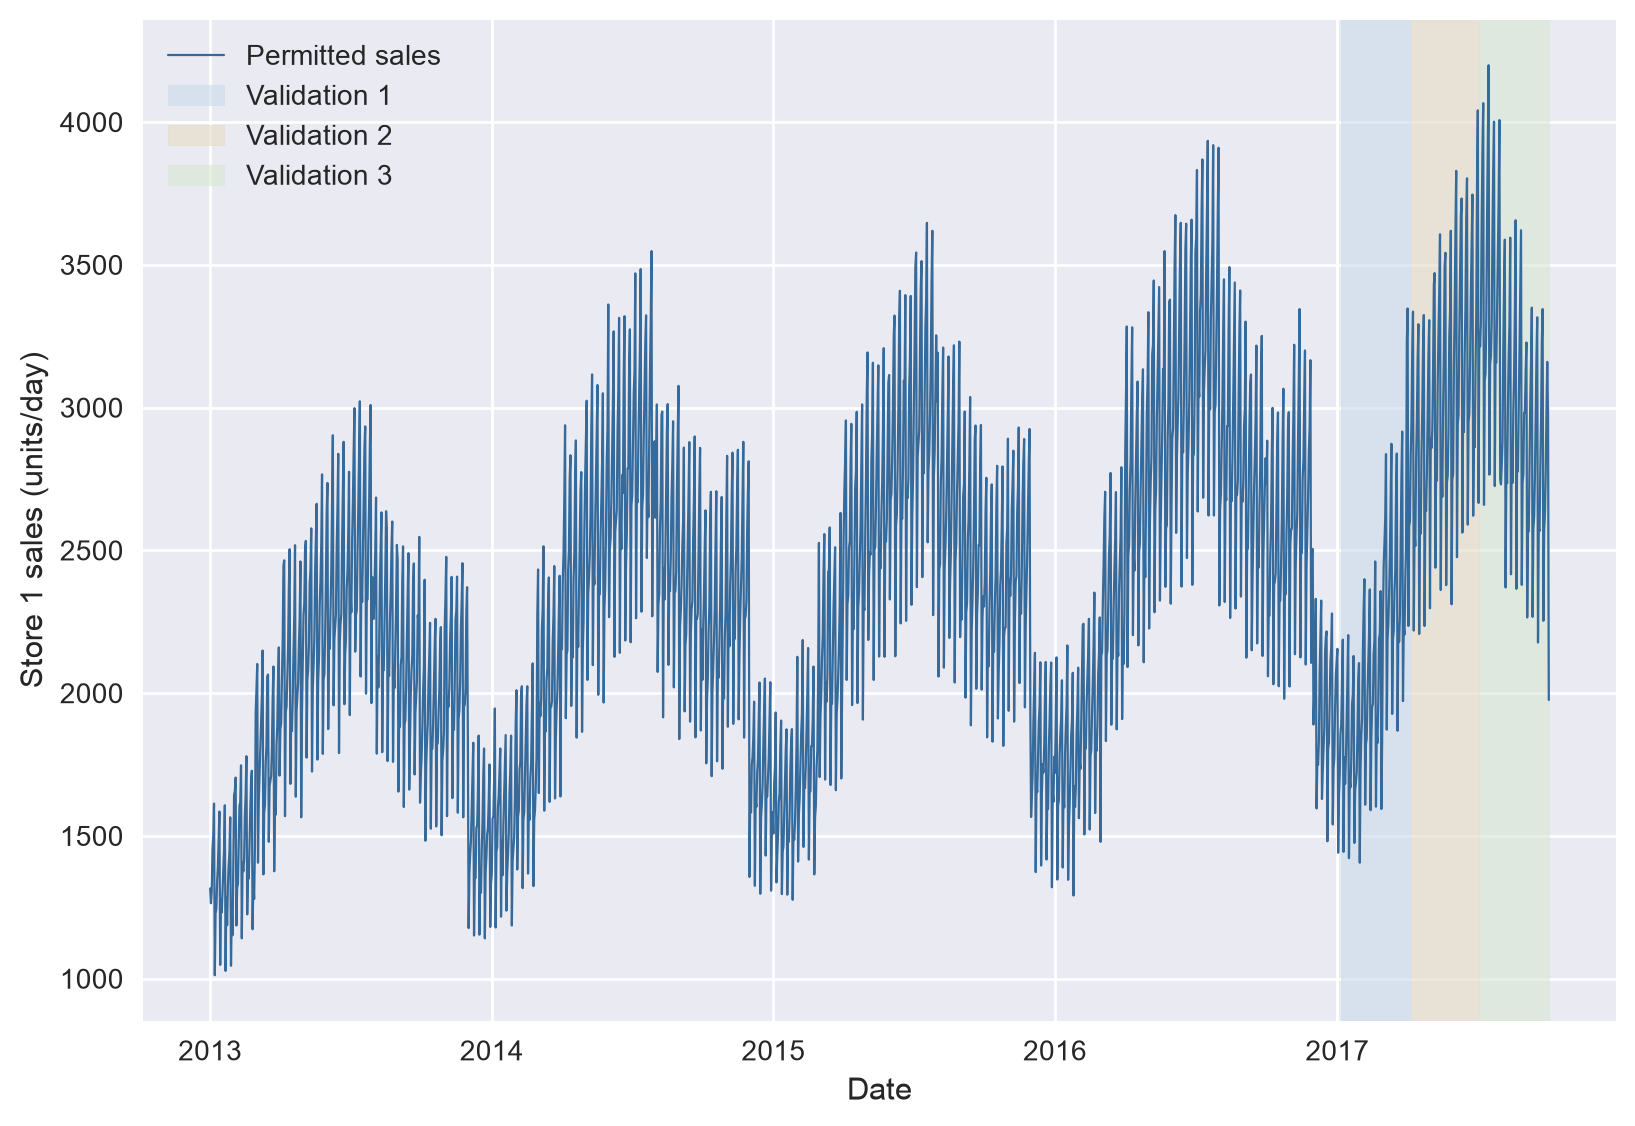 Permitted sales
Validation 1
Validation 2
Validation 3
4000
3500
3000
2500
2000
1500
1000
Store 1 sales (units/day)
2013 2014 2015 2016 2017
Date